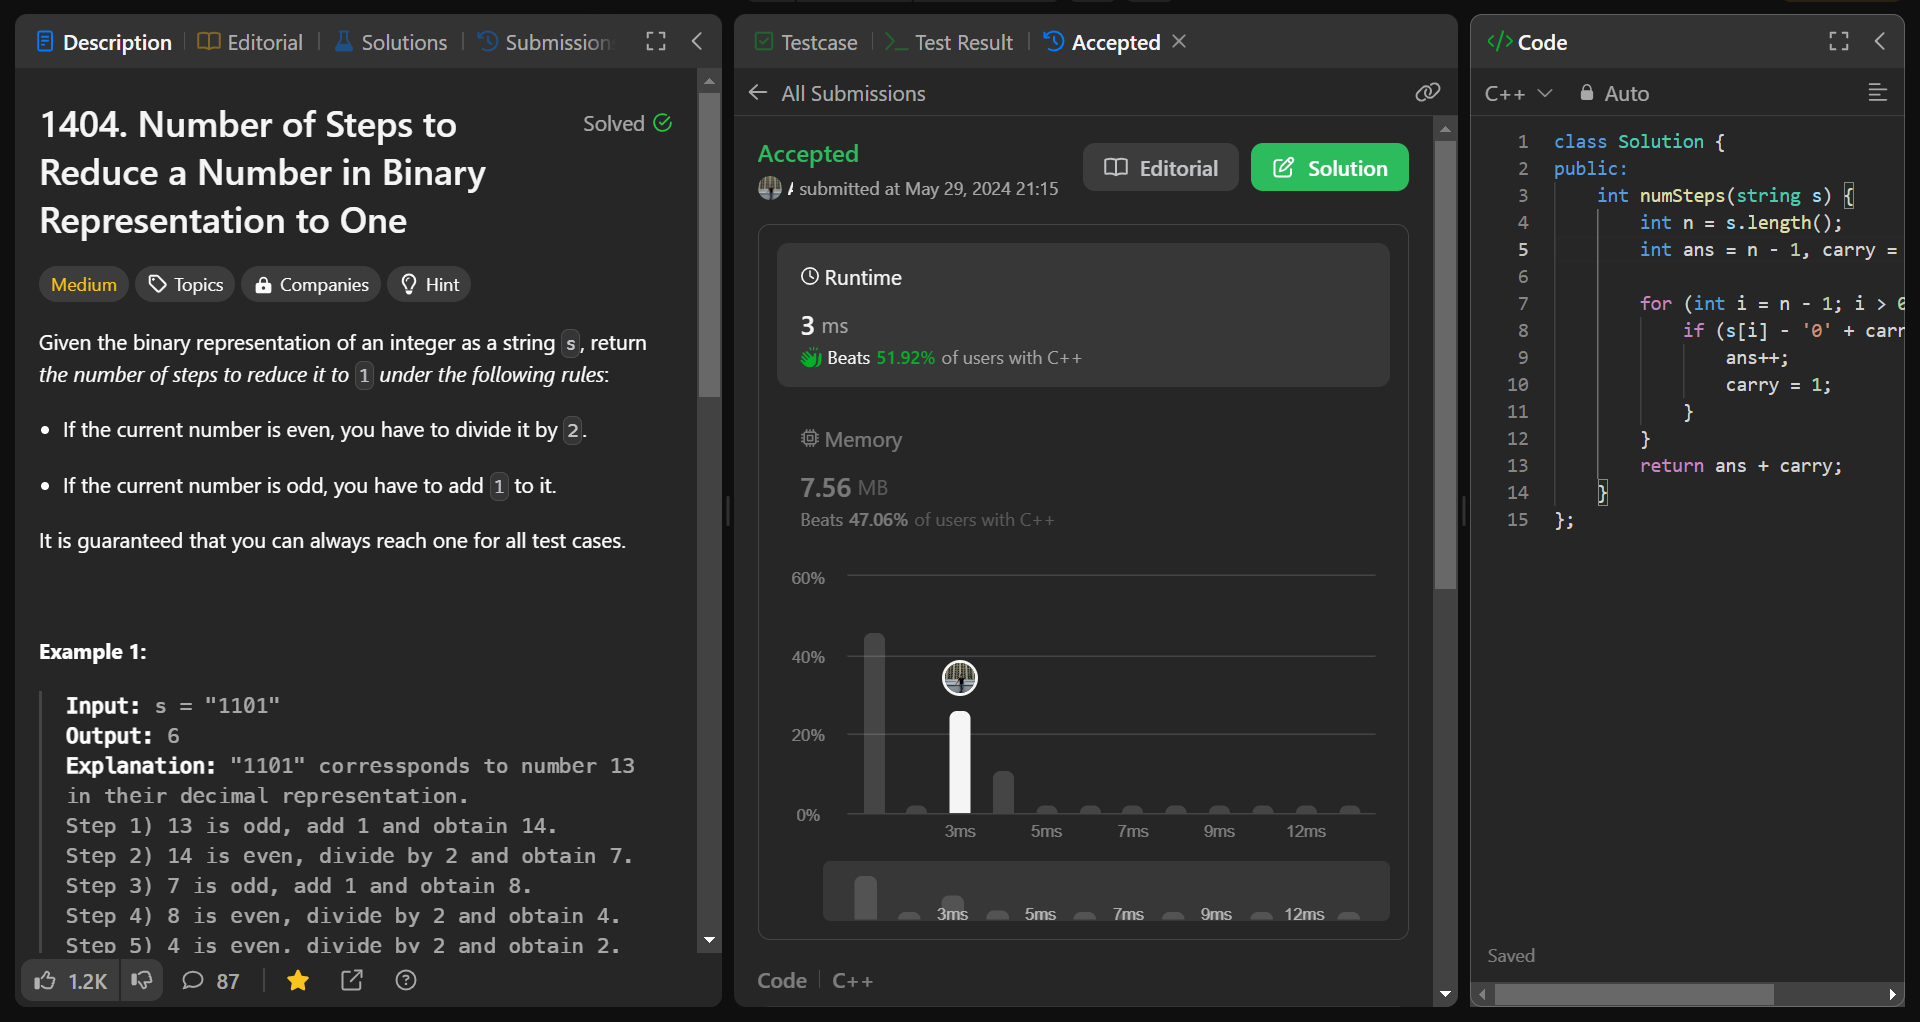 Description
Editorial
Solutions
Submission
1404. Number of Steps to
Reduce a Number in Binary
Representation to One
Solved
Medium
Topics
Companies
Hint
Given the binary representation of an integer as a string s, return
the number of steps to reduce it to 1 under the following rules:
• If the current number is even, you have to divide it by 2.
• If the current number is odd, you have to add 1 to it.
It is guaranteed that you can always reach one for all test cases.
Example 1:
Input: s = "1101"
Output: 6
Explanation: "1101" corressponds to number 13
in their decimal representation.
Step 1) 13 is odd, add 1 and obtain 14.
Step 2) 14 is even, divide by 2 and obtain 7.
Step 3) 7 is odd, add 1 and obtain 8.
Step 4) 8 is even, divide by 2 and obtain 4.
Step 5) 4 is even, divide by 2 and obtain 2.
1.2K
87
Testcase
Test Result
Accepted
All Submissions
Accepted
submitted at May 29, 2024 21:15
Editorial
Solution
Runtime
3 ms
Beats 51.92% of users with C++
Memory
7.56 MB
Beats 47.06% of users with C++
60%
40%
20%
0%
3ms 5ms 7ms 9ms 12ms
3ms 5ms 7ms 9ms 12ms
Code
C++
</> Code
C++
Auto
1 class Solution {
2 public:
3 int numSteps(string s) {
4 int n = s.length();
5 int ans = n - 1, carry =
6
7 for (int i = n - 1; i > 0
8 if (s[i] - '0' + carr
9 ans++;
10 carry = 1;
11 }
12 }
13 return ans + carry;
14 }
15 };
Saved